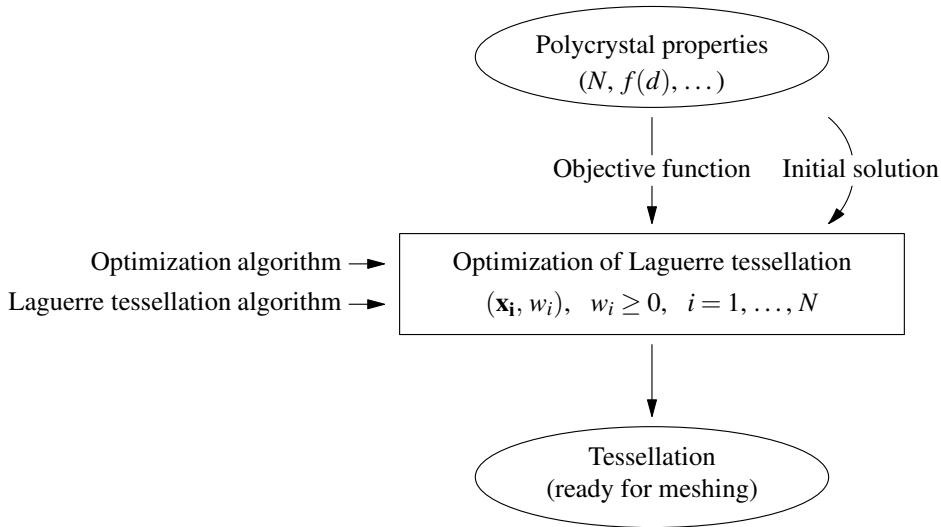 Polycrystal properties
(N, f(d), ...)
Objective function
Initial solution
Optimization algorithm
Laguerre tessellation algorithm
Optimization of Laguerre tessellation
(xᵢ, wᵢ), wᵢ ≥ 0, i = 1, ..., N
Tessellation
(ready for meshing)